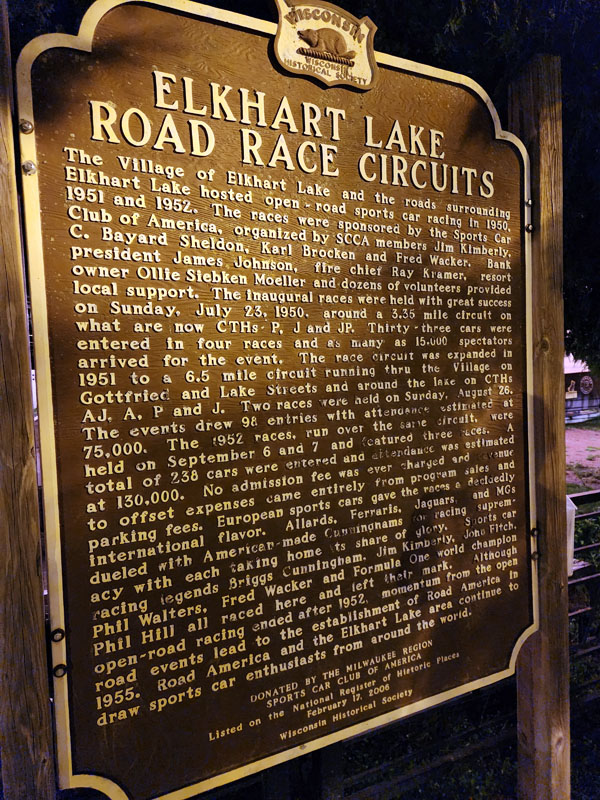 WISCONSIN
WISCONSIN
HISTORICAL SOCIETY
ELKHART LAKE
ROAD RACE CIRCUITS
The Village of Elkhart Lake and the roads surrounding
Elkhart Lake hosted open-road sports car racing in 1950,
1951 and 1952. The races were sponsored by the Sports Car
Club of America, organized by SCCA members Jim Kimberly,
C. Bayard Sheldon, Karl Brocken and Fred Wacker. Bank
president James Johnson, fire chief Ray Kramer, resort
owner Ollie Siebken Moeller and dozens of volunteers provided
local support. The inaugural races were held with great success
on Sunday, July 23, 1950, around a 3.35 mile circuit on
what are now CTHs-P, J and JP. Thirty-three cars were
entered in four races and as many as 15,000 spectators
arrived for the event. The race circuit was expanded in
1951 to a 6.5 mile circuit running thru the Village on
Gottfried and Lake Streets and around the lake on CTHs
AJ, A, P and J. Two races were held on Sunday, August 26.
The events drew 98 entries with attendance estimated at
75,000. The 1952 races, run over the same circuit, were
held on September 6 and 7 and featured three races. A
total of 238 cars were entered and attendance was estimated
at 130,000. No admission fee was ever charged and revenue
to offset expenses came entirely from program sales and
parking fees. European sports cars gave the races a decidedly
international flavor. Allards, Ferraris, Jaguars, and MGs
dueled with American-made Cunninghams for racing suprem-
acy with each taking home its share of glory. Sports car
racing legends Briggs Cunningham, Jim Kimberly, John Fitch,
Phil Walters, Fred Wacker and Formula One world champion
Phil Hill all raced here and left their mark. Although
open-road racing ended after 1952, momentum from the open
road events lead to the establishment of Road America in
1955. Road America and the Elkhart Lake area continue to
draw sports car enthusiasts from around the world.
DONATED BY THE MILWAUKEE REGION
SPORTS CAR CLUB OF AMERICA
Listed on the National Register of Historic Places
February 17, 2006
Wisconsin Historical Society